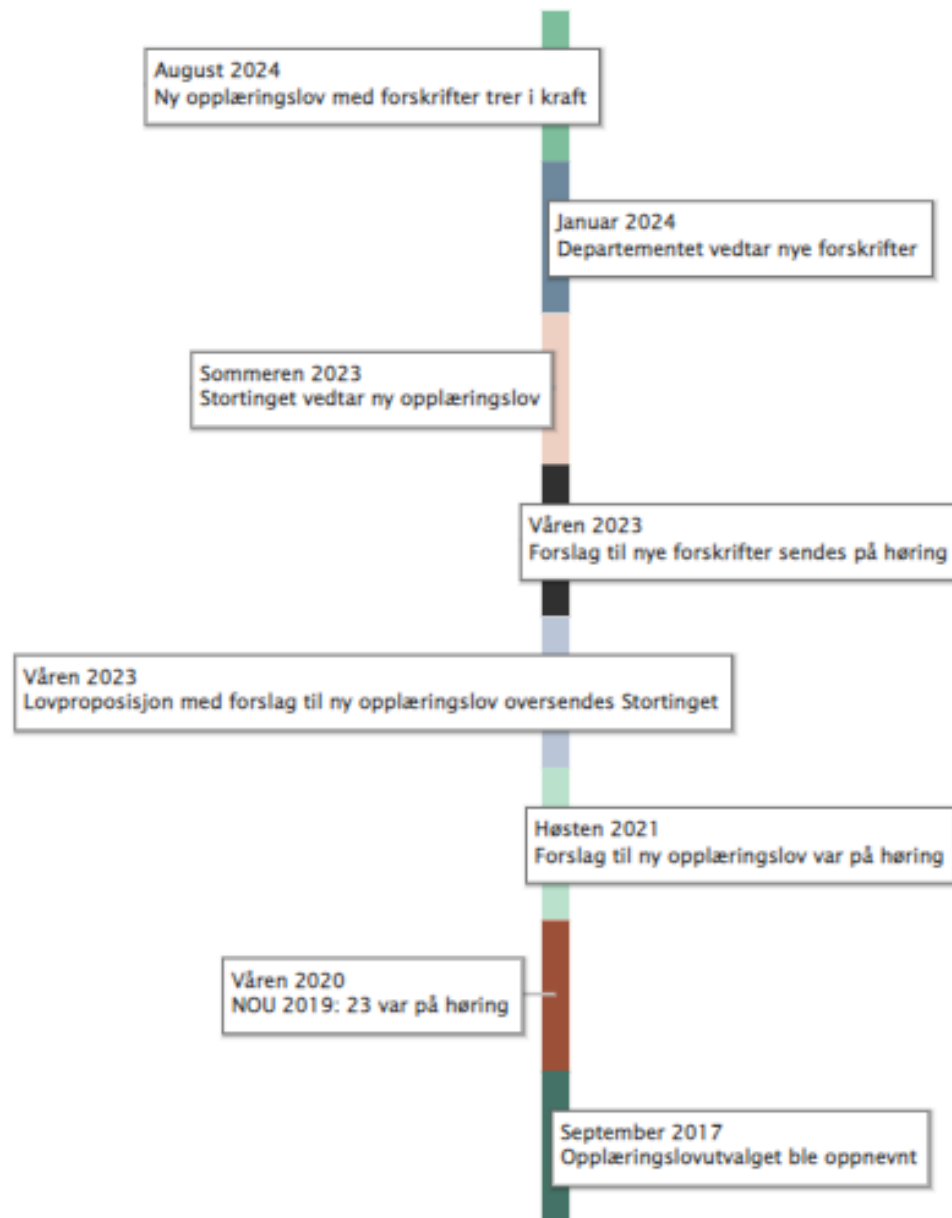 August 2024
Ny opplæringslov med forskrifter trer i kraft
Januar 2024
Departementet vedtar nye forskrifter
Sommeren 2023
Stortinget vedtar ny opplæringslov
Våren 2023
Forslag til nye forskrifter sendes på høring
Våren 2023
Lovproposisjon med forslag til ny opplæringslov oversendes Stortinget
Høsten 2021
Forslag til ny opplæringslov var på høring
Våren 2020
NOU 2019: 23 var på høring
September 2017
Opplæringslovutvalget ble oppnevnt